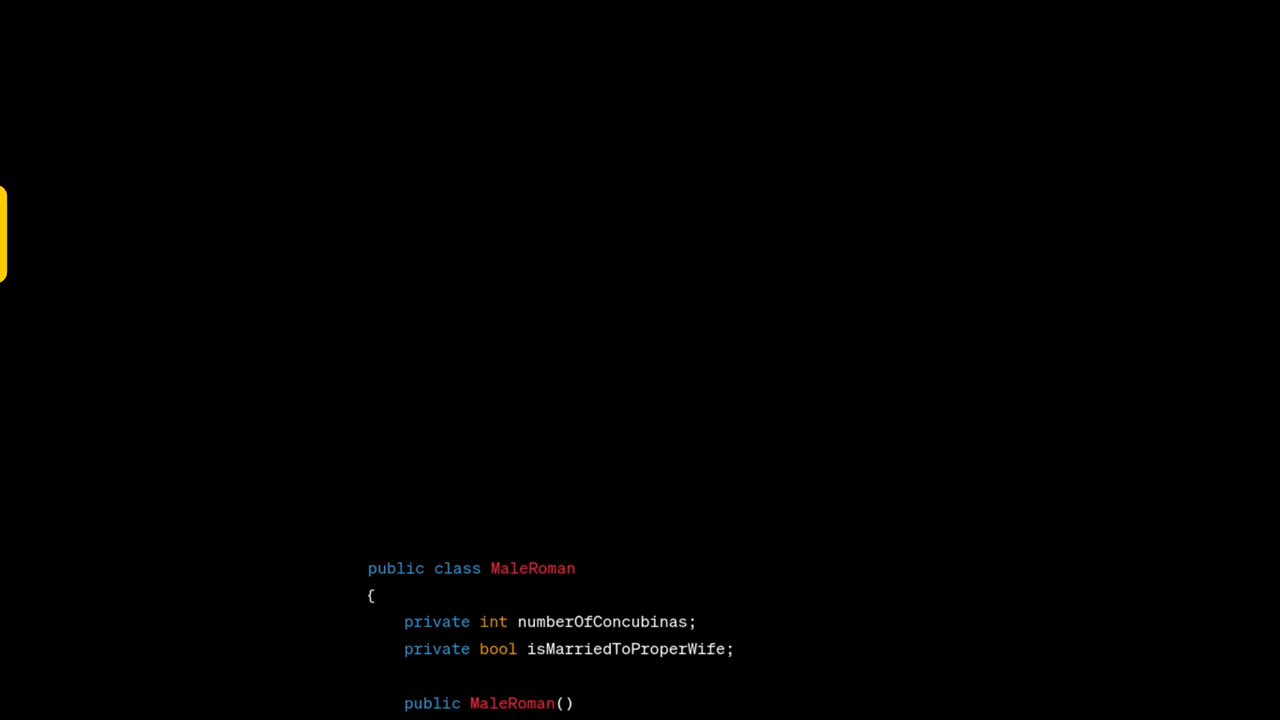 public class MaleRoman
{
    private int numberOfConcubinas;
    private bool isMarriedToProperWife;
    public MaleRoman()